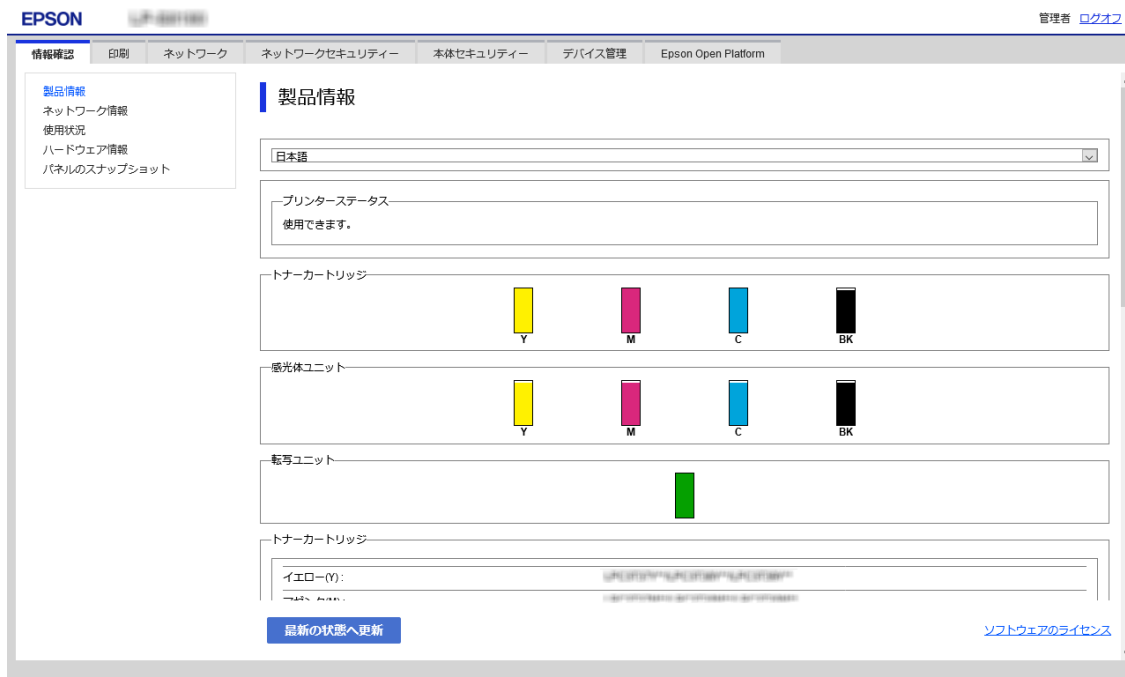 EPSON
管理者 ログオフ
情報確認 印刷 ネットワーク ネットワークセキュリティー 本体セキュリティー デバイス管理 Epson Open Platform
製品情報
ネットワーク情報
使用状況
ハードウェア情報
パネルのスナップショット
製品情報
日本語
プリンターステータス
使用できます。
トナーカートリッジ
Y M C BK
感光体ユニット
Y M C BK
転写ユニット
トナーカートリッジ
イエロー(Y) :
最新の状態へ更新
ソフトウェアのライセンス